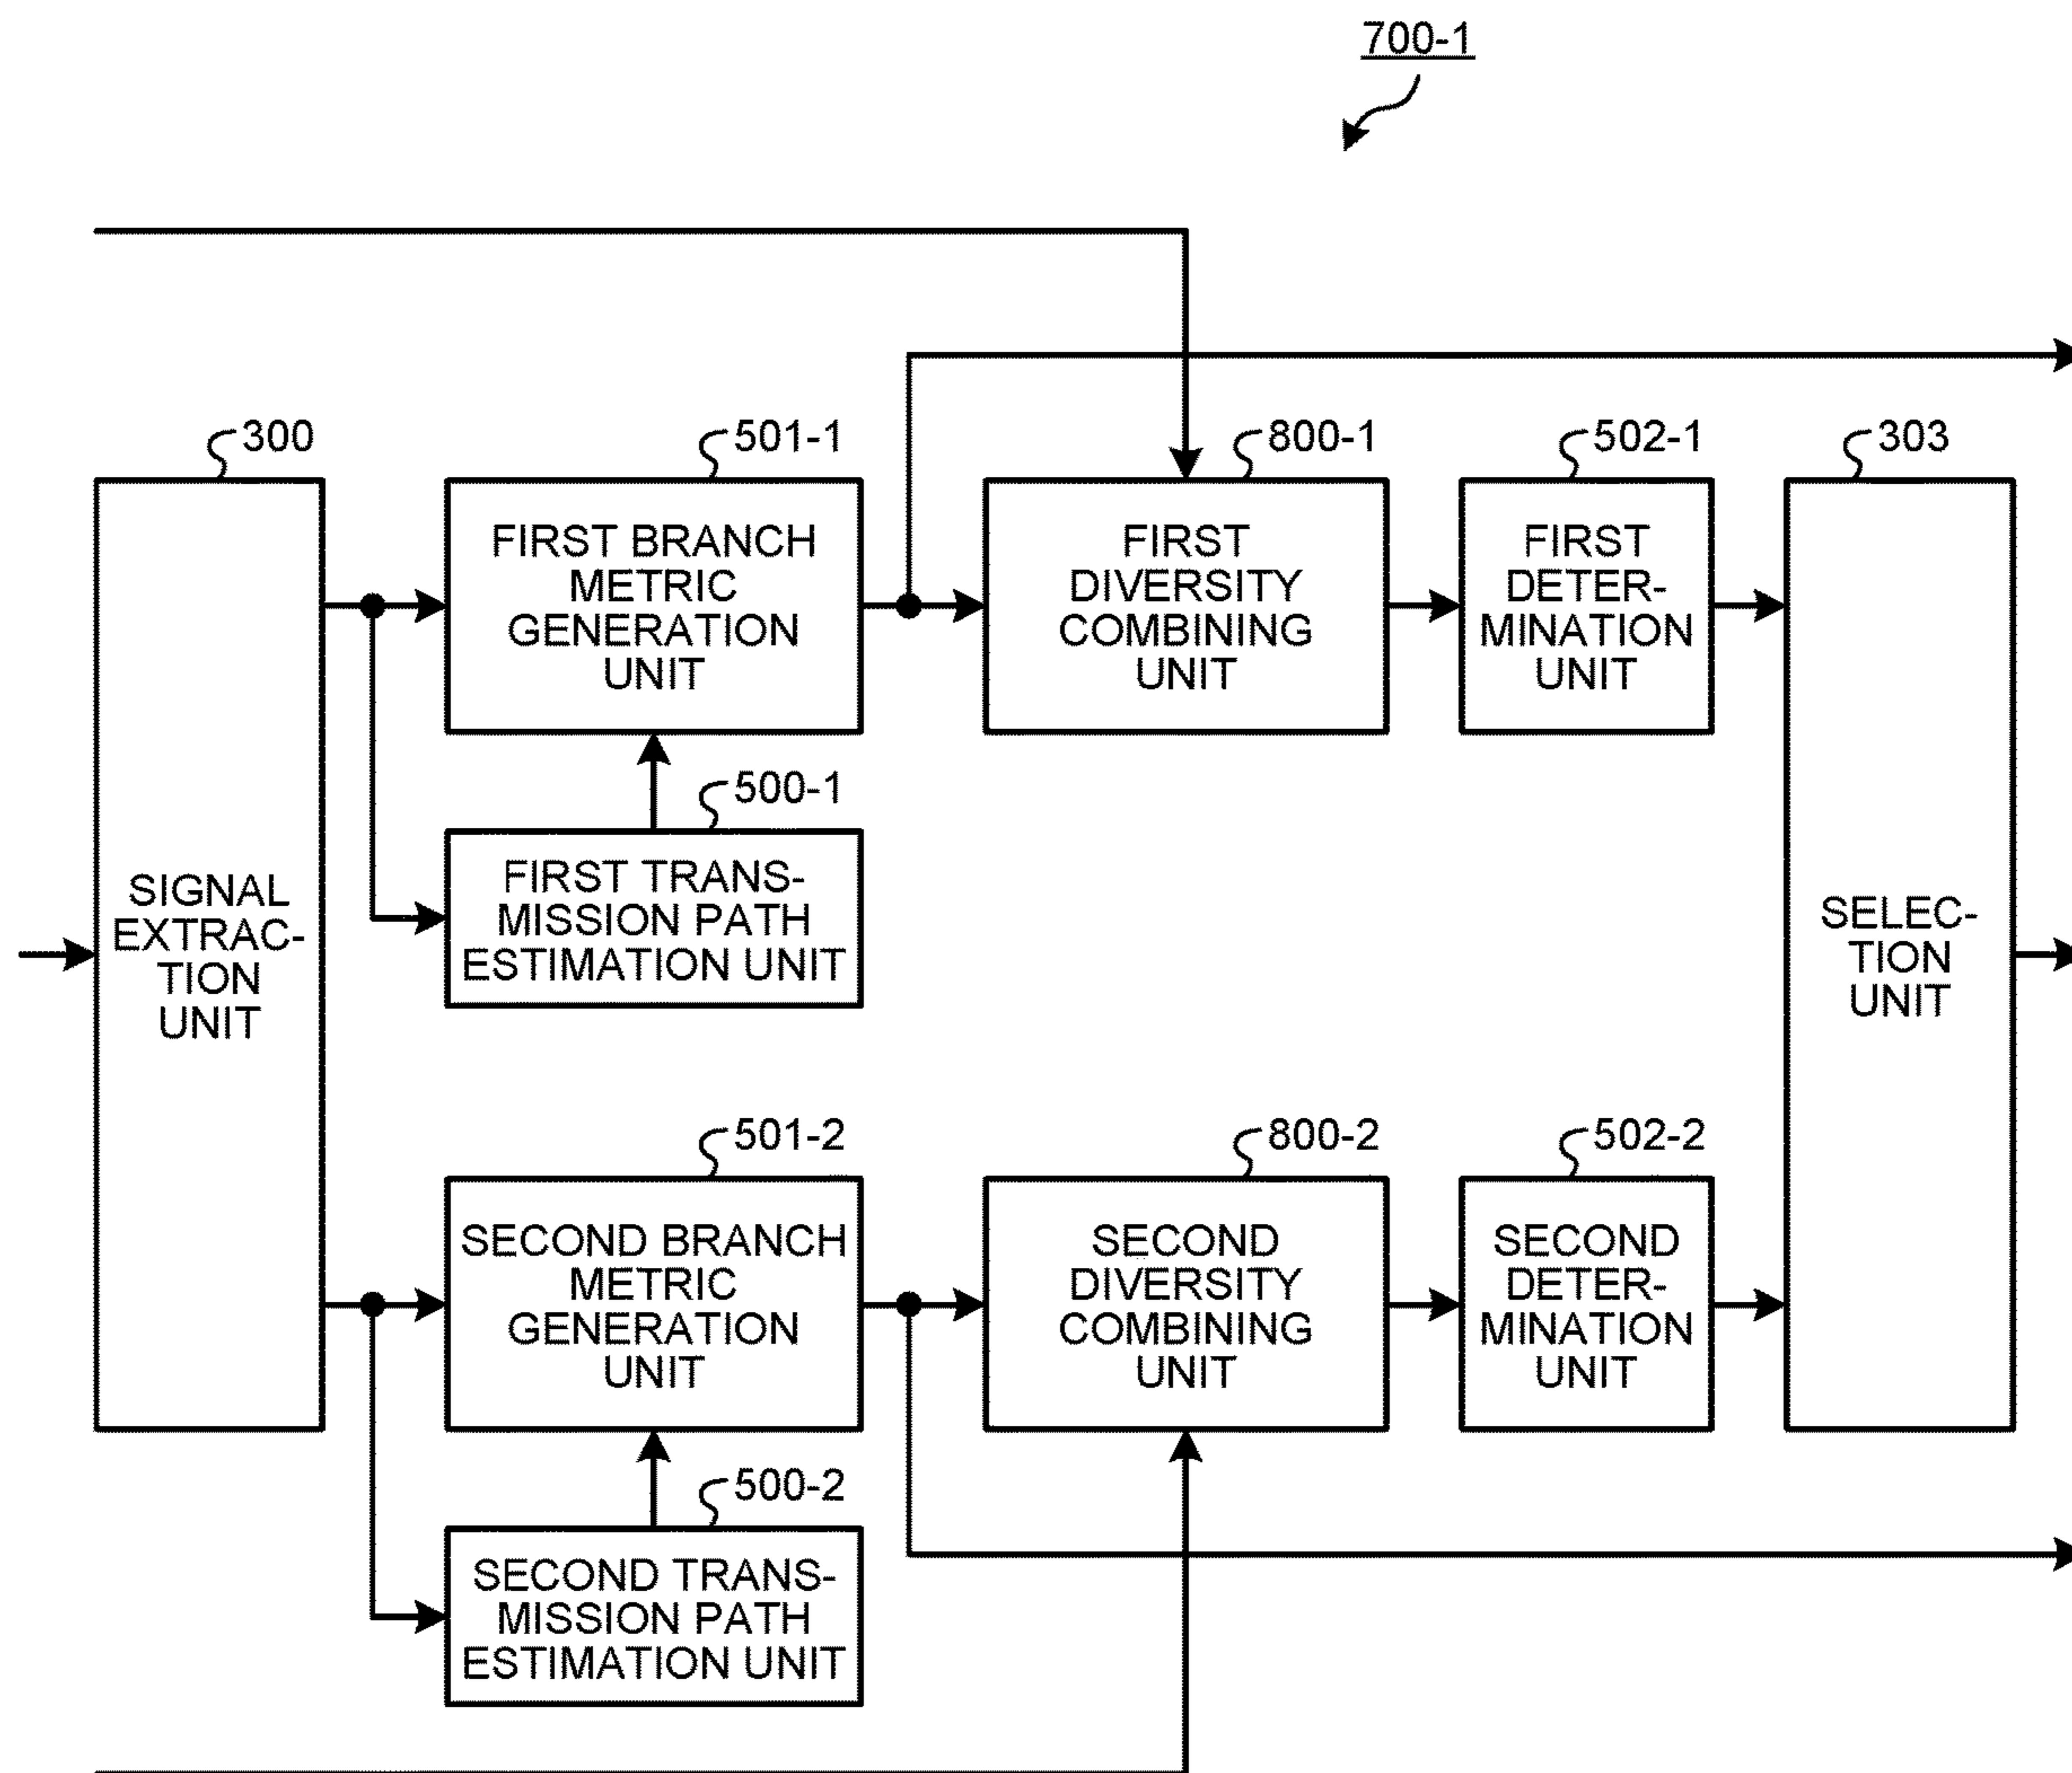 700-1
300
501-1
800-1
502-1
303
SIGNAL
EXTRAC-
TION
UNIT
FIRST BRANCH
METRIC
GENERATION
UNIT
FIRST
DIVERSITY
COMBINING
UNIT
FIRST
DETER-
MINATION
UNIT
SELEC-
TION
UNIT
500-1
FIRST TRANS-
MISSION PATH
ESTIMATION UNIT
501-2
800-2
502-2
SECOND BRANCH
METRIC
GENERATION
UNIT
SECOND
DIVERSITY
COMBINING
UNIT
SECOND
DETER-
MINATION
UNIT
500-2
SECOND TRANS-
MISSION PATH
ESTIMATION UNIT